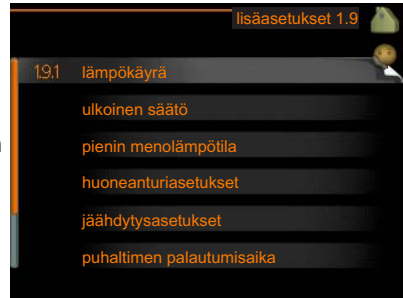 lisäasetukset 1.9
1.9.1 lämpökäyrä
ulkoinen säätö
pienin menolämpötila
huoneanturiasetukset
jäähdytysasetukset
puhaltimen palautumisaika